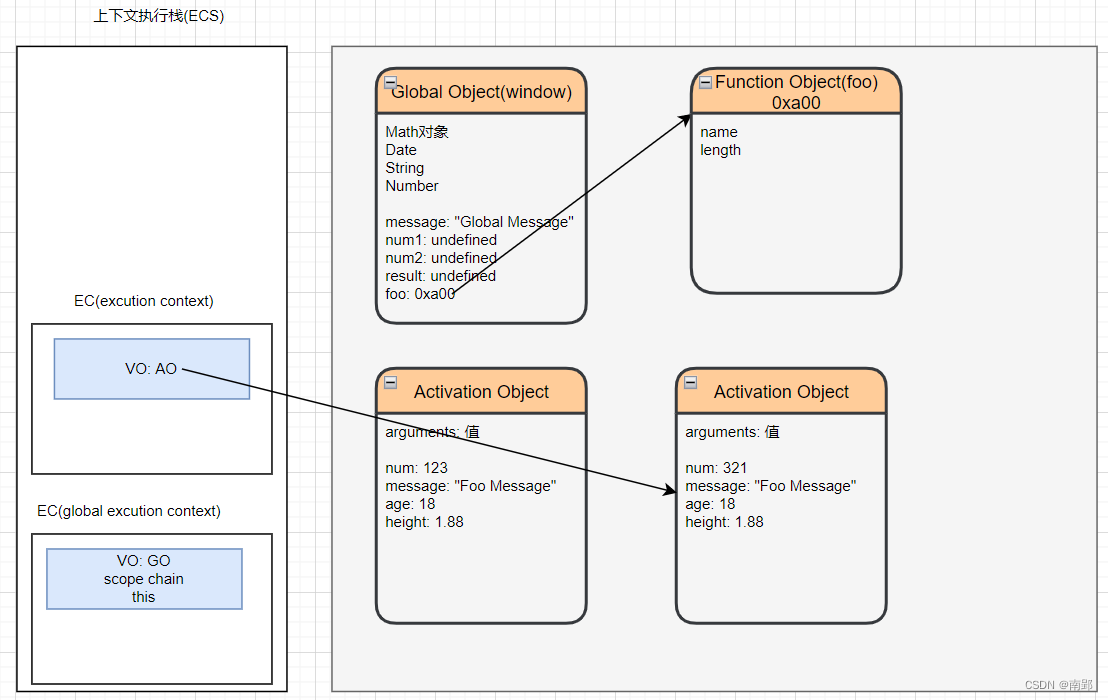 上下文执行栈(ECS)
EC(excution context)
VO: AO
EC(global excution context)
VO: GO
scope chain
this
Global Object(window)
Math对象
Date
String
Number
message: "Global Message"
num1: undefined
num2: undefined
result: undefined
foo: 0xa00
Function Object(foo)
0xa00
name
length
Activation Object
arguments: 值
num: 123
message: "Foo Message"
age: 18
height: 1.88
Activation Object
arguments: 值
num: 321
message: "Foo Message"
age: 18
height: 1.88
CSDN @南郢